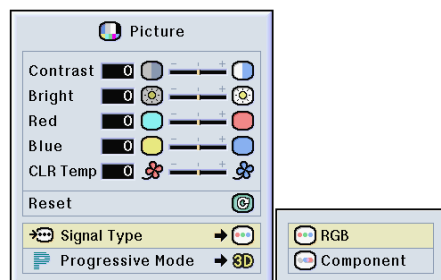 Picture
Contrast 0 - +
Bright 0 - +
Red 0 - +
Blue 0 - +
CLR Temp 0 - +
Reset
Signal Type
Progressive Mode 3D
RGB
Component